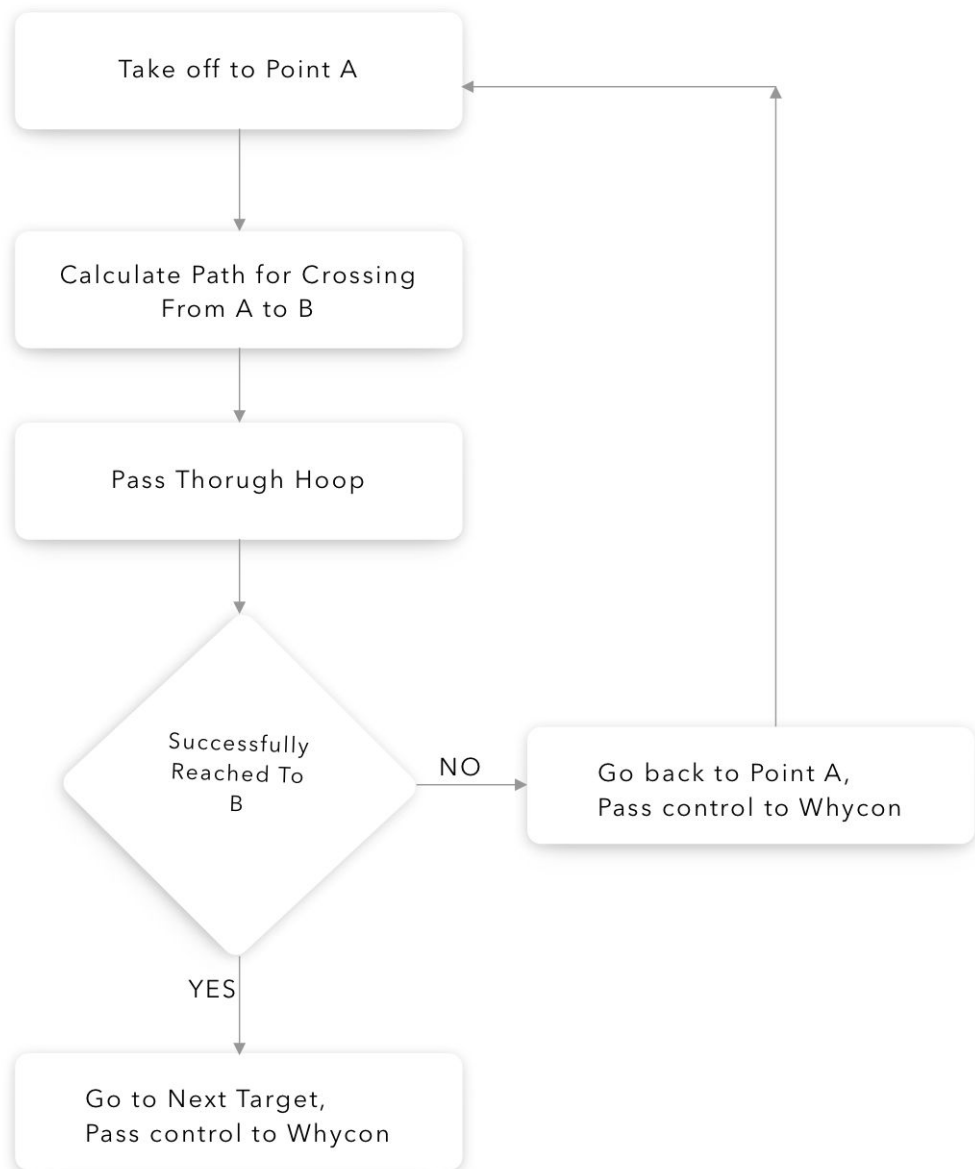 Take off to Point A
Calculate Path for Crossing
From A to B
Pass Thorugh Hoop
Successfully
Reached To
B
NO
Go back to Point A,
Pass control to Whycon
YES
Go to Next Target,
Pass control to Whycon